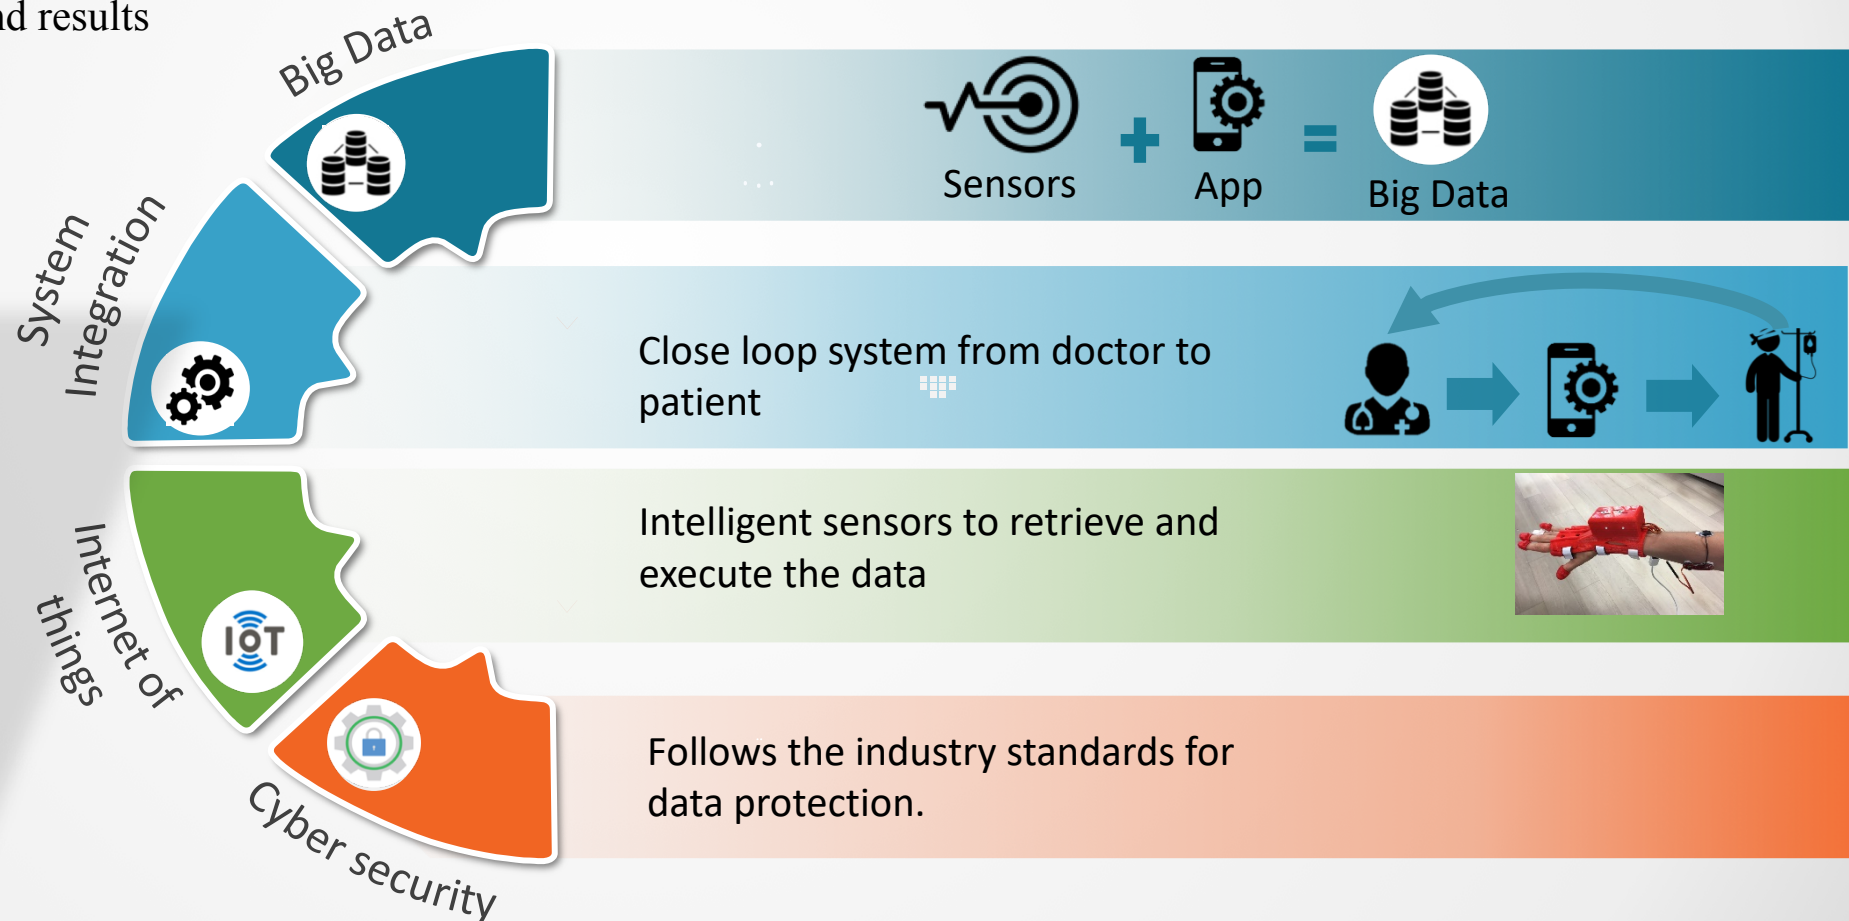 nd results
Big Data
Sensors
App
Big Data
System
Integration
Close loop system from doctor to
patient
Internet of
things
IOT
Intelligent sensors to retrieve and
execute the data
Cyber security
Follows the industry standards for
data protection.